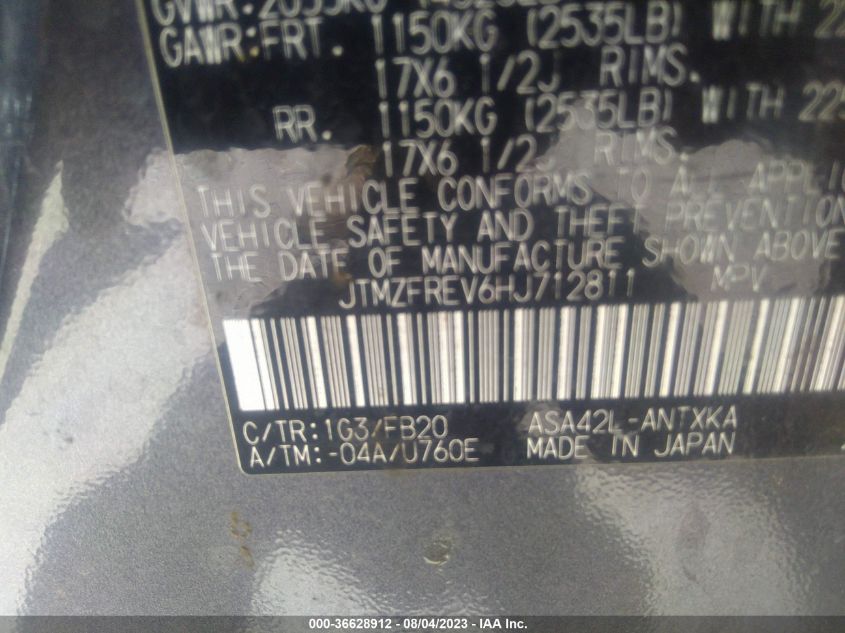 GVWR:2055KG
GAWR:FRT. 1150KG (2535LB) WITH 22
17X6 1/2J RIMS.
RR. 1150KG (2535LB) WITH 225
17X6 1/2J RIMS.
THIS VEHICLE CONFORMS TO ALL APPLIC
VEHICLE SAFETY AND THEFT PREVENTION
THE DATE OF MANUFACTURE SHOWN ABOVE
JTMZFREV6HJ712811 MPV
C/TR:1G3/FB20 ASA42L-ANTXKA
A/TM:-04A/U760E MADE IN JAPAN
000-36628912 - 08/04/2023 - IAA Inc.